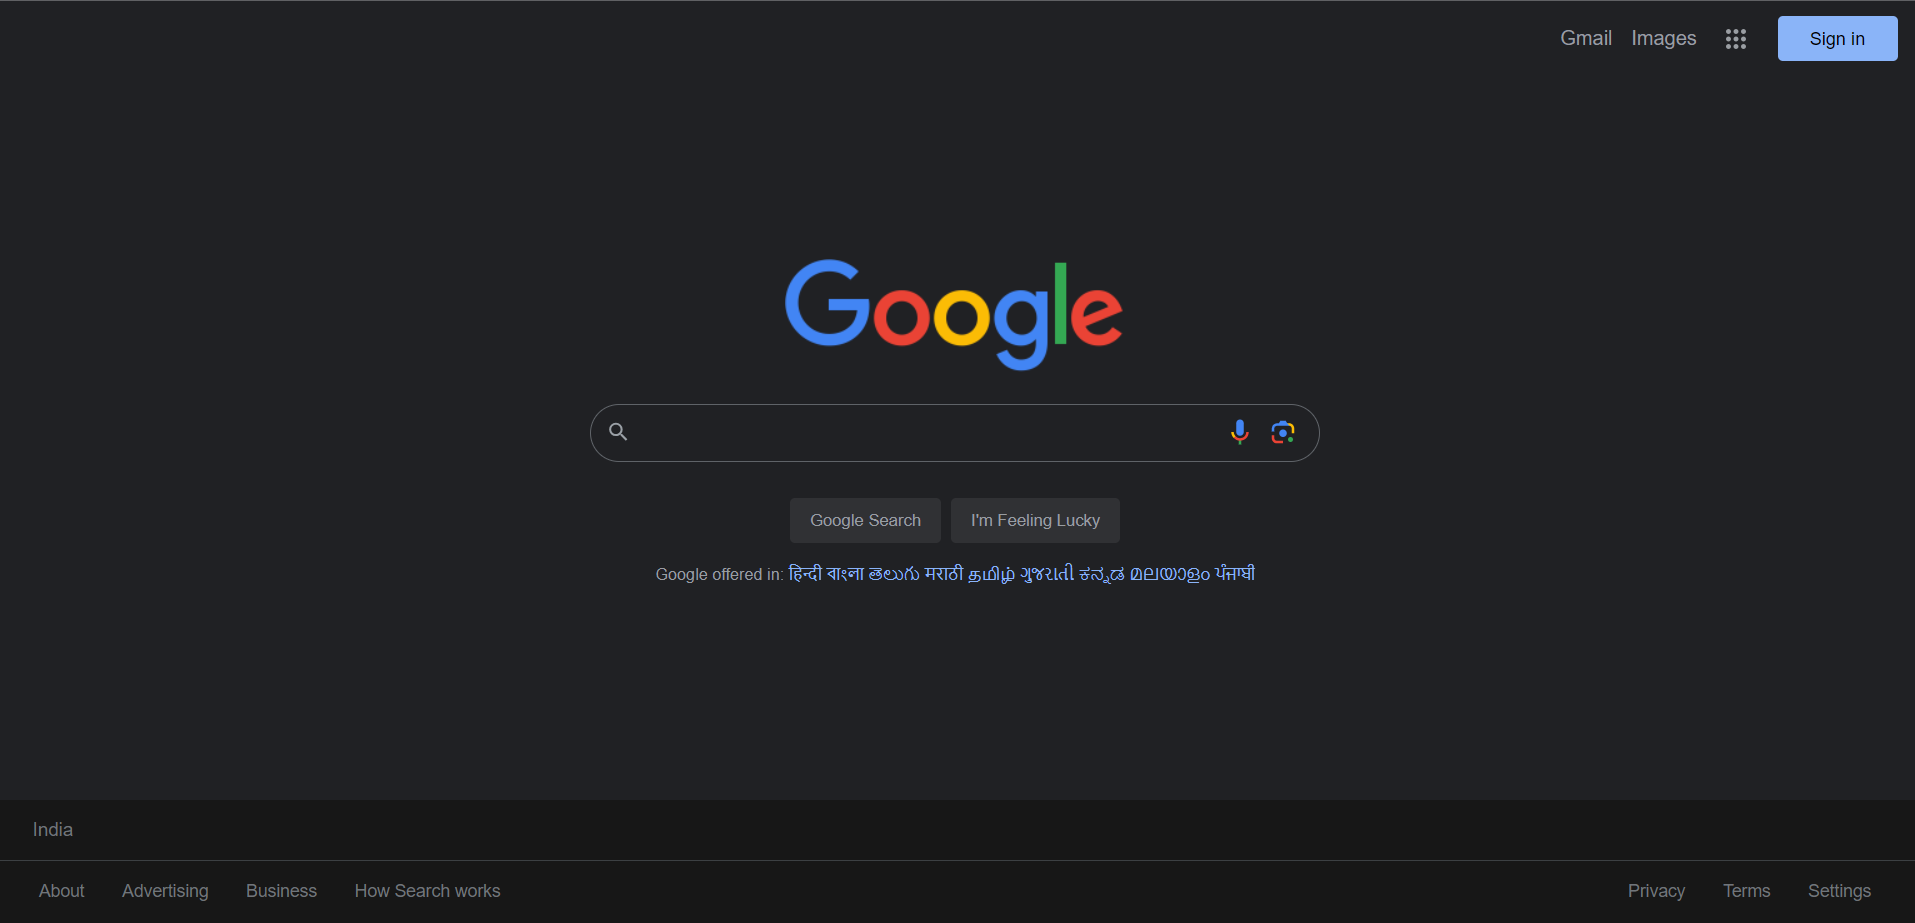 Gmail Images Sign in
Google
Google Search I'm Feeling Lucky
Google offered in: हिन्दी বাংলা తెలుగు मराठी தமிழ் ગુજરાતી ಕನ್ನಡ മലയാളം ਪੰਜਾਬੀ
India
About Advertising Business How Search works Privacy Terms Settings